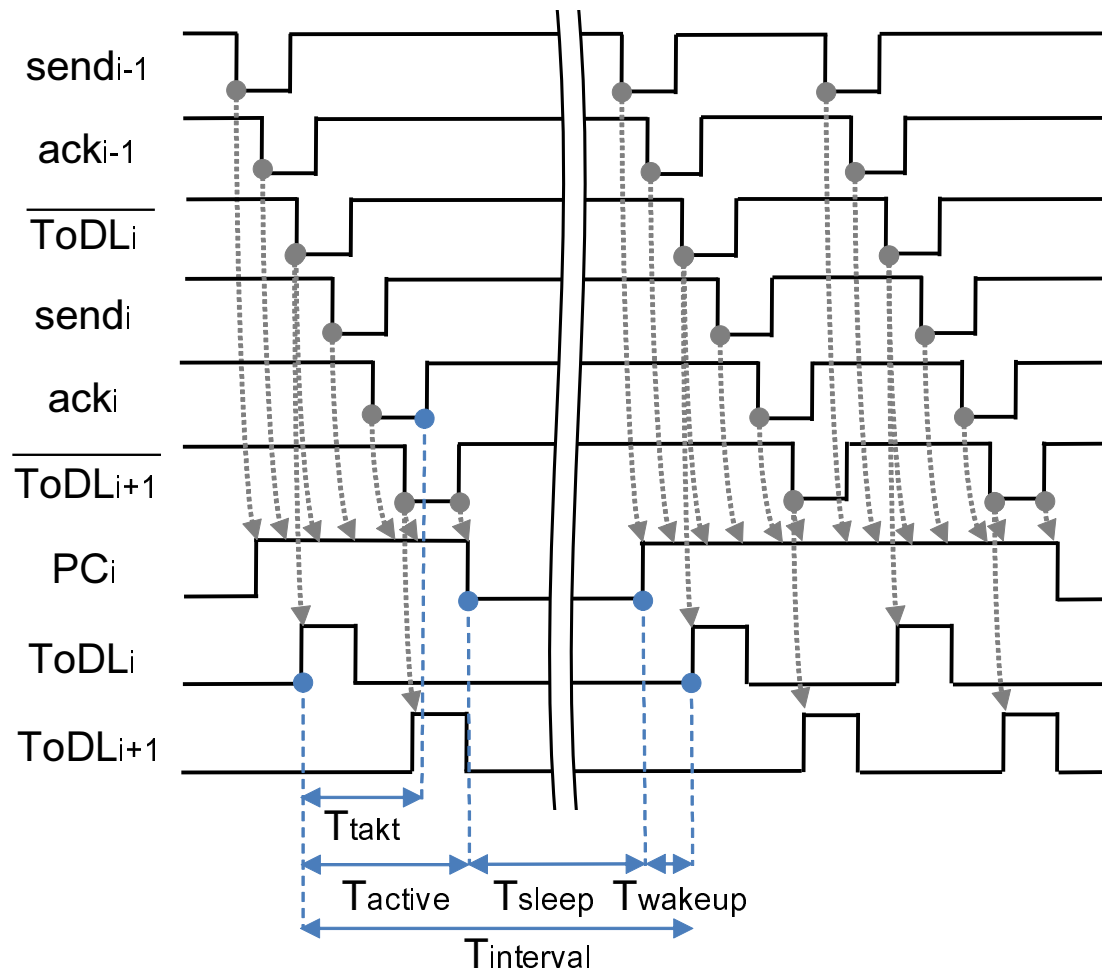 sendi-1
acki-1
ToDLi
sendi
acki
ToDLi+1
PCi
ToDLi
ToDLi+1
Ttakt
Tactive Tsleep Twakeup
Tinterval